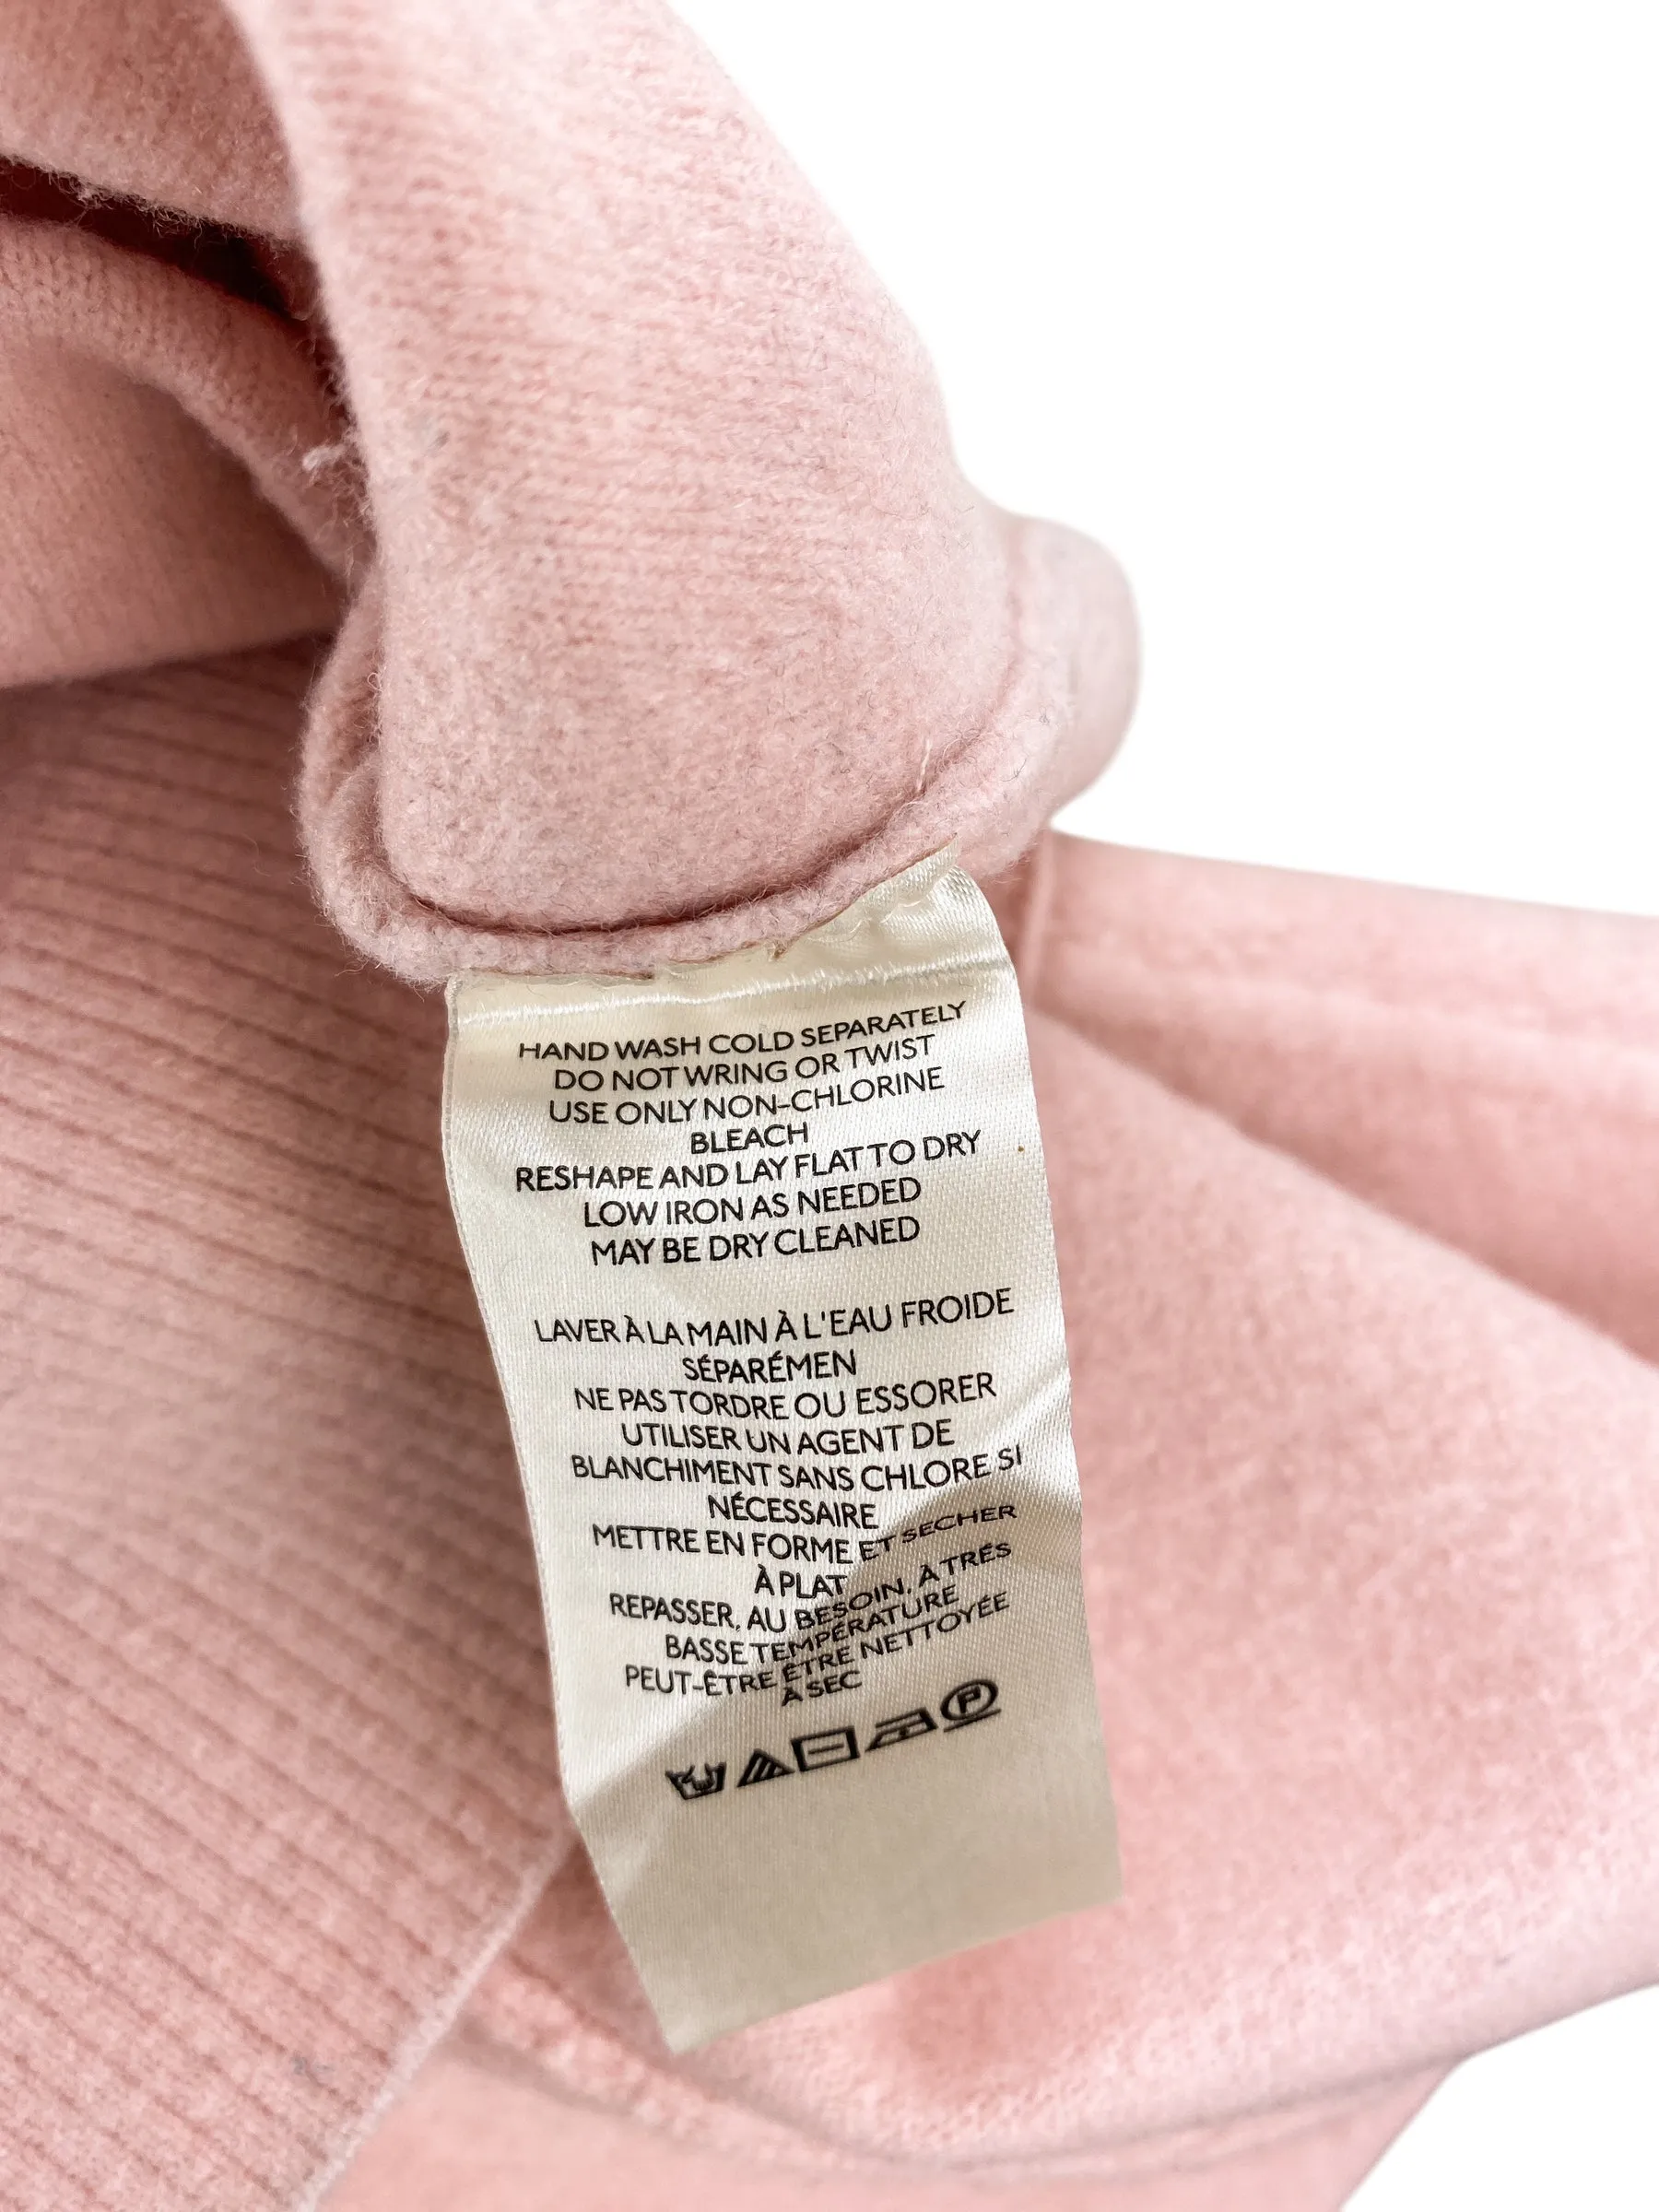 HAND WASH COLD SEPARATELY
DO NOT WRING OR TWIST
USE ONLY NON-CHLORINE
BLEACH
RESHAPE AND LAY FLAT TO DRY
LOW IRON AS NEEDED
MAY BE DRY CLEANED
LAVER À LA MAIN À L'EAU FROIDE
SÉPARÉMEN
NE PAS TORDRE OU ESSORER
UTILISER UN AGENT DE
BLANCHIMENT SANS CHLORE SI
NÉCESSAIRE
METTRE EN FORME ET SECHER
À PLAT
REPASSER, AU BESOIN, À TRÉS
BASSE TEMPÉRATURE
PEUT-ÊTRE ÊTRE NETTOYÉE
À SEC
P